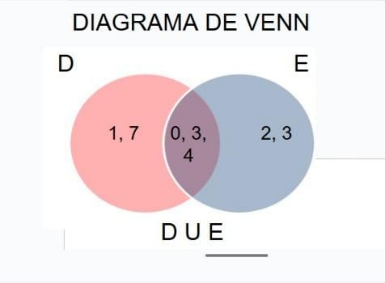 DIAGRAMA DE VENN
D E
1, 7 0, 3, 2, 3
4
D U E